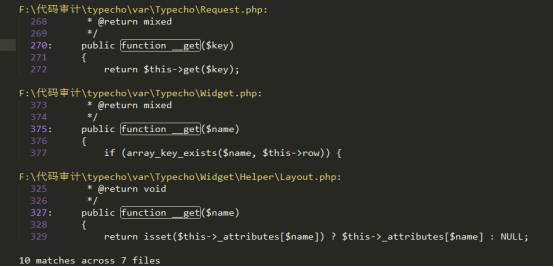 F:\代码审计\typecho\var\Typecho\Request.php:
268 * @return mixed
269 */
270: public function __get($key)
271 {
272 return $this->get($key);
F:\代码审计\typecho\var\Typecho\Widget.php:
373 * @return mixed
374 */
375: public function __get($name)
376 {
377 if (array_key_exists($name, $this->row)) {
F:\代码审计\typecho\var\Typecho\Widget\Helper\Layout.php:
325 * @return void
326 */
327: public function __get($name)
328 {
329 return isset($this->_attributes[$name]) ? $this->_attributes[$name] : NULL;
10 matches across 7 files